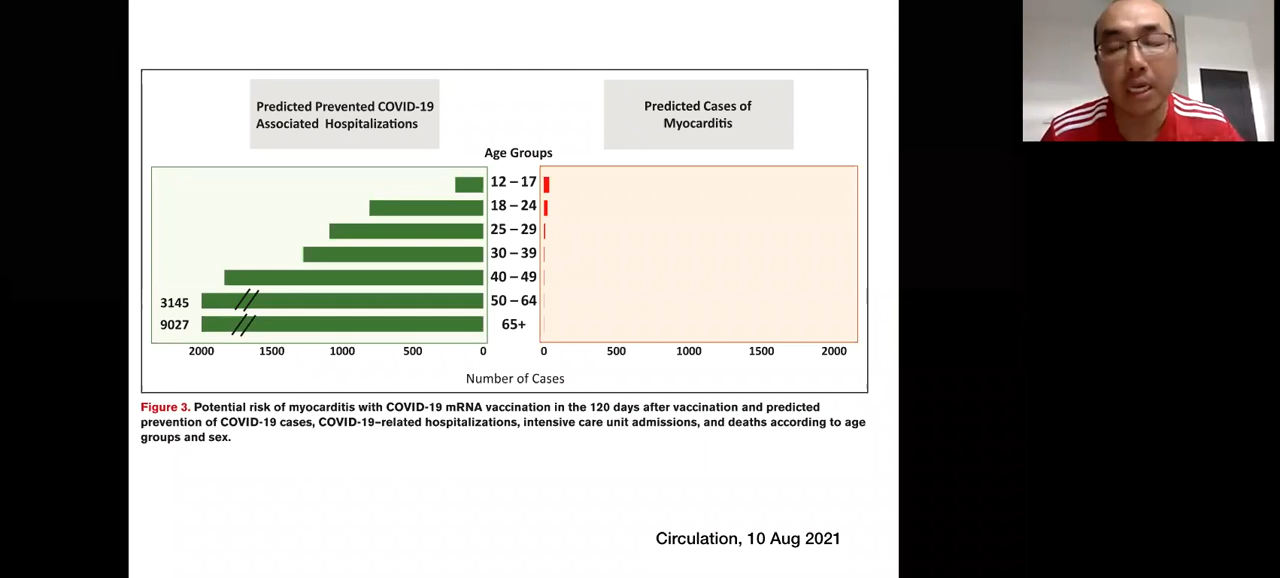 Predicted Prevented COVID-19
Associated Hospitalizations
Predicted Cases of
Myocarditis
Age Groups
12 – 17
18 – 24
25 – 29
30 – 39
40 – 49
3145 50 – 64
9027 65+
2000 1500 1000 500 0 0 500 1000 1500 2000
Number of Cases
Figure 3. Potential risk of myocarditis with COVID-19 mRNA vaccination in the 120 days after vaccination and predicted
prevention of COVID-19 cases, COVID-19–related hospitalizations, intensive care unit admissions, and deaths according to age
groups and sex.
Circulation, 10 Aug 2021